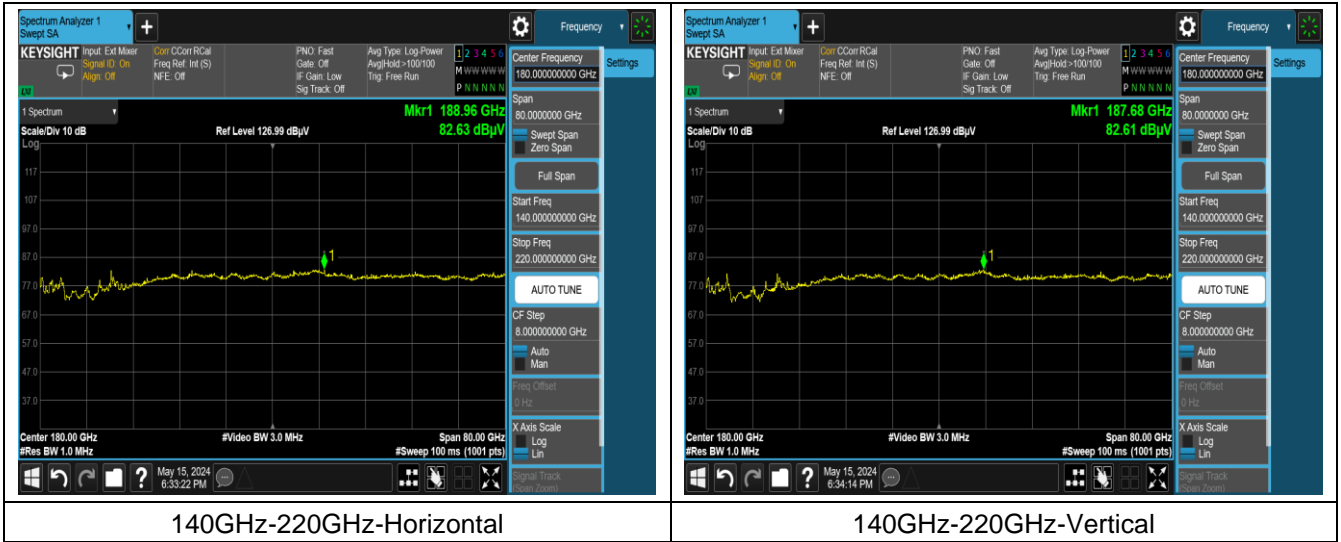 Spectrum Analyzer 1
Swept SA
+
Frequency
KEYSIGHT
Input: Ext Mixer
Signal ID: On
Align: Off
Corr CCorr RCal
Freq Ref: Int (S)
NFE: Off
PNO: Fast
Gate: Off
IF Gain: Low
Sig Track: Off
Avg Type: Log-Power
Avg|Hold:>100/100
Trig: Free Run
1 2 3 4 5 6
M W W W W W
P N N N N N
LXI
1 Spectrum
Scale/Div 10 dB
Log
Ref Level 126.99 dBµV
Mkr1 188.96 GHz
82.63 dBµV
117
107
97.0
87.0
77.0
67.0
57.0
47.0
37.0
1
Center 180.00 GHz
#Res BW 1.0 MHz
#Video BW 3.0 MHz
Span 80.00 GHz
#Sweep 100 ms (1001 pts)
Center Frequency
180.000000000 GHz
Settings
Span
80.0000000 GHz
Swept Span
Zero Span
Full Span
Start Freq
140.000000000 GHz
Stop Freq
220.000000000 GHz
AUTO TUNE
CF Step
8.000000000 GHz
Auto
Man
Freq Offset
0 Hz
X Axis Scale
Log
Lin
Signal Track
(Span Zoom)
?
May 15, 2024
6:33:22 PM
140GHz-220GHz-Horizontal
Spectrum Analyzer 1
Swept SA
+
Frequency
KEYSIGHT
Input: Ext Mixer
Signal ID: On
Align: Off
Corr CCorr RCal
Freq Ref: Int (S)
NFE: Off
PNO: Fast
Gate: Off
IF Gain: Low
Sig Track: Off
Avg Type: Log-Power
Avg|Hold:>100/100
Trig: Free Run
1 2 3 4 5 6
M W W W W W
P N N N N N
LXI
1 Spectrum
Scale/Div 10 dB
Log
Ref Level 126.99 dBµV
Mkr1 187.68 GHz
82.61 dBµV
117
107
97.0
87.0
77.0
67.0
57.0
47.0
37.0
1
Center 180.00 GHz
#Res BW 1.0 MHz
#Video BW 3.0 MHz
Span 80.00 GHz
#Sweep 100 ms (1001 pts)
Center Frequency
180.000000000 GHz
Settings
Span
80.0000000 GHz
Swept Span
Zero Span
Full Span
Start Freq
140.000000000 GHz
Stop Freq
220.000000000 GHz
AUTO TUNE
CF Step
8.000000000 GHz
Auto
Man
Freq Offset
0 Hz
X Axis Scale
Log
Lin
Signal Track
(Span Zoom)
?
May 15, 2024
6:34:14 PM
140GHz-220GHz-Vertical